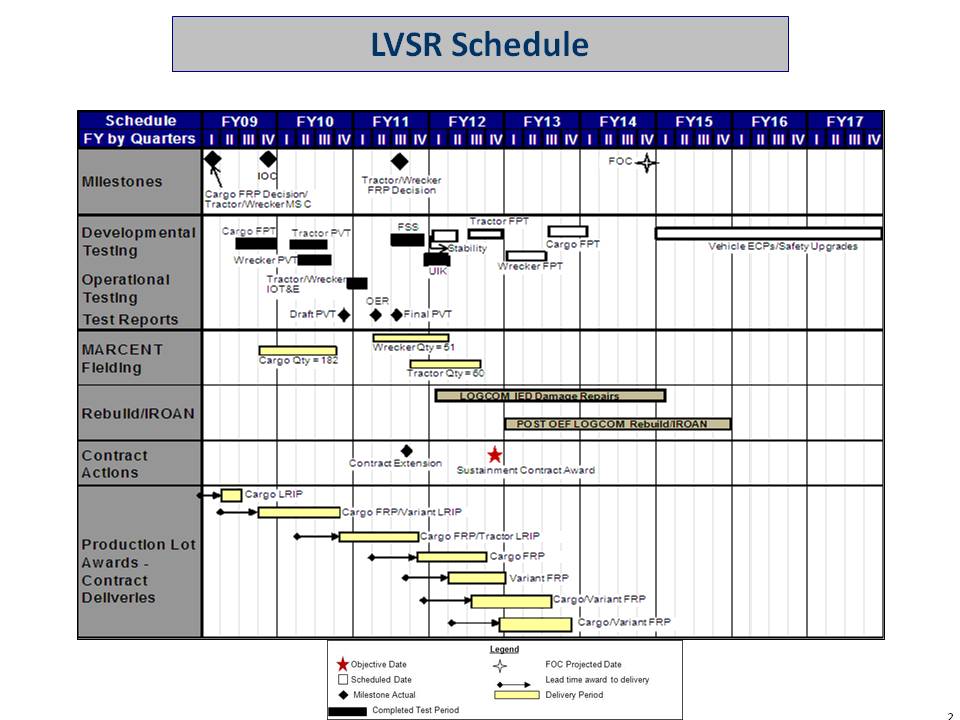 LVSR Schedule
Schedule FY09 FY10 FY11 FY12 FY13 FY14 FY15 FY16 FY17
FY by Quarters I II III IV I II III IV I II III IV I II III IV I II III IV I II III IV I II III IV I II III IV I II III IV
Milestones
IOC
Cargo FRP Decision/
Tractor/Wrecker MS C
Tractor/Wrecker
FRP Decision
FOC
Developmental
Testing
Cargo FPT
Tractor PVT
Wrecker PVT
FSS
Tractor FPT
Stability
UIK
Cargo FPT
Wrecker FPT
Vehicle ECPs/Safety Upgrades
Operational
Testing
Tractor/Wrecker
IOT&E
Test Reports
Draft PVT
OER
Final PVT
MARCENT
Fielding
Cargo Qty = 182
Wrecker Qty = 51
Tractor Qty = 60
Rebuild/IROAN
LOGCOM IED Damage Repairs
POST OEF LOGCOM Rebuild/IROAN
Contract
Actions
Contract Extension
Sustainment Contract Award
Production Lot
Awards -
Contract
Deliveries
Cargo LRIP
Cargo FRP/Variant LRIP
Cargo FRP/Tractor LRIP
Cargo FRP
Variant FRP
Cargo/Variant FRP
Cargo/Variant FRP
Legend
Objective Date
FOC Projected Date
Scheduled Date
Lead time award to delivery
Milestone Actual
Delivery Period
Completed Test Period
2